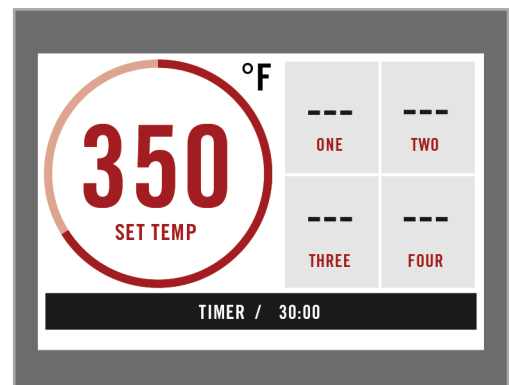 °F
350
SET TEMP
--- ---
ONE TWO
--- ---
THREE FOUR
TIMER / 30:00